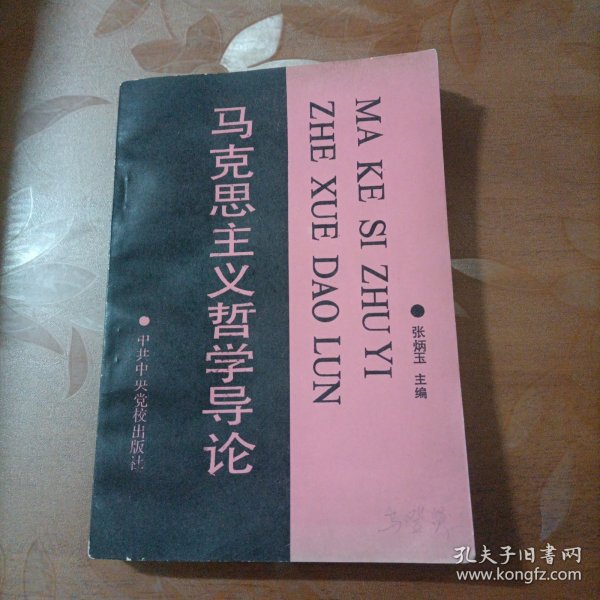 马克思主义哲学导论
MA KE SI ZHU YI
ZHE XUE DAO LUN
张炳玉 主编
中共中央党校出版社
孔夫子旧书网
www.kongfz.com